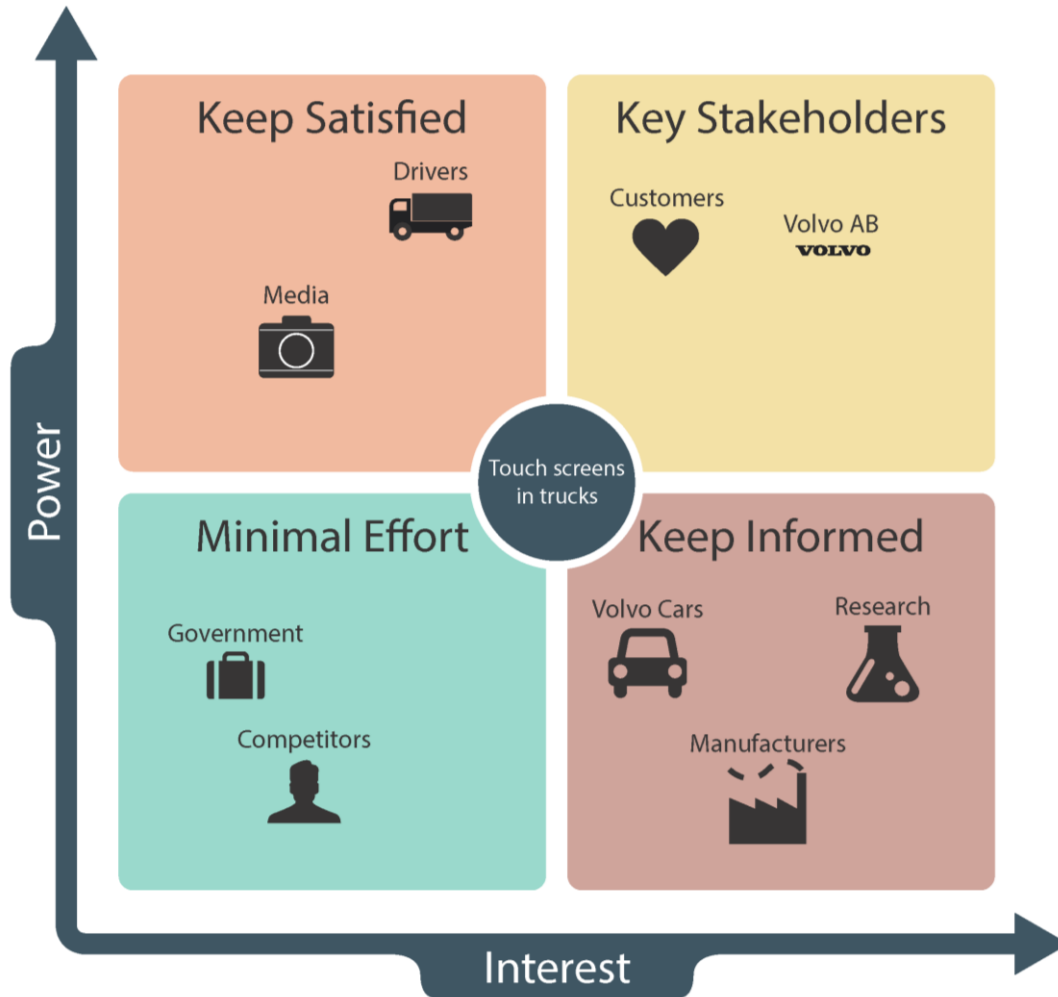 Keep Satisfied
Drivers
Media
Key Stakeholders
Customers
Volvo AB
VOLVO
Power
Touch screens
in trucks
Minimal Effort
Government
Competitors
Keep Informed
Volvo Cars
Research
Manufacturers
Interest